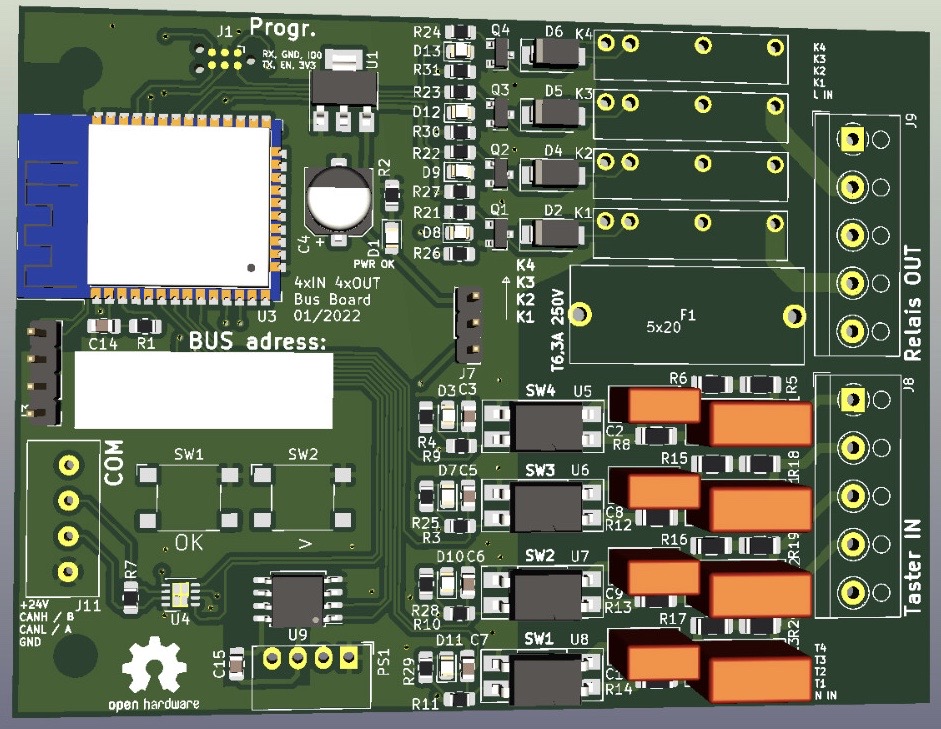 J1
Progr.
RX, GND, IO0
TX, EN, 3V3
U1
R24
D13
R31
R23
D12
R30
R22
D9
R27
R21
D8
R26
Q4
D6
K4
Q3
D5
K3
Q2
D4
K2
Q1
D2
K1
K4
K3
K2
K1
L IN
J9
Relais OUT
R2
C4
+
D1
PWR OK
4xIN 4xOUT
Bus Board
01/2022
U3
K4
K3
K2
K1
T6,3A 250V
F1
5x20
C14
R1
BUS adress:
J7
COM
SW1
SW2
OK
>
D3
C3
SW4
U5
R4
R9
C2
R8
R6
R5
J8
D7
C5
SW3
U6
R25
R3
C8
R12
R15
R18
D10
C6
SW2
U7
R28
R10
C9
R13
R16
R19
Taster IN
D11
C7
SW1
U8
R29
R11
R14
R17
T4
T3
T2
T1
N IN
R7
U4
U9
J11
+24V
CANH / B
CANL / A
GND
C15
PS1
open hardware